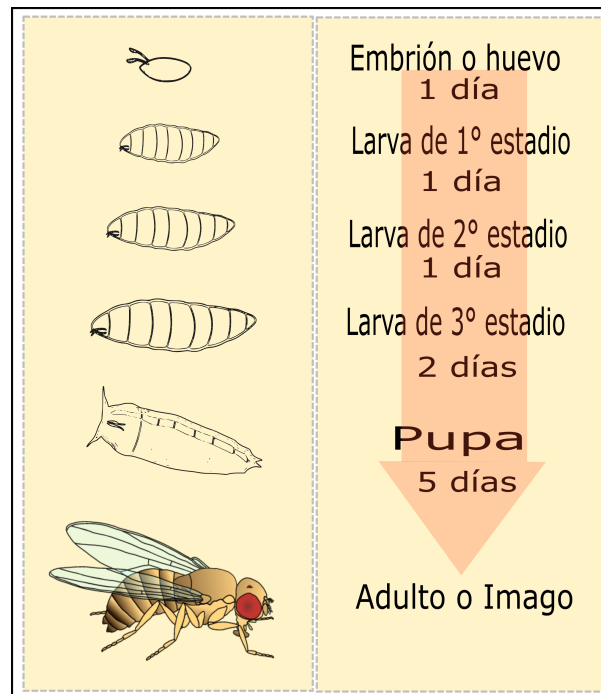 Embrión o huevo
1 día
Larva de 1º estadio
1 día
Larva de 2º estadio
1 día
Larva de 3º estadio
2 días
Pupa
5 días
Adulto o Imago